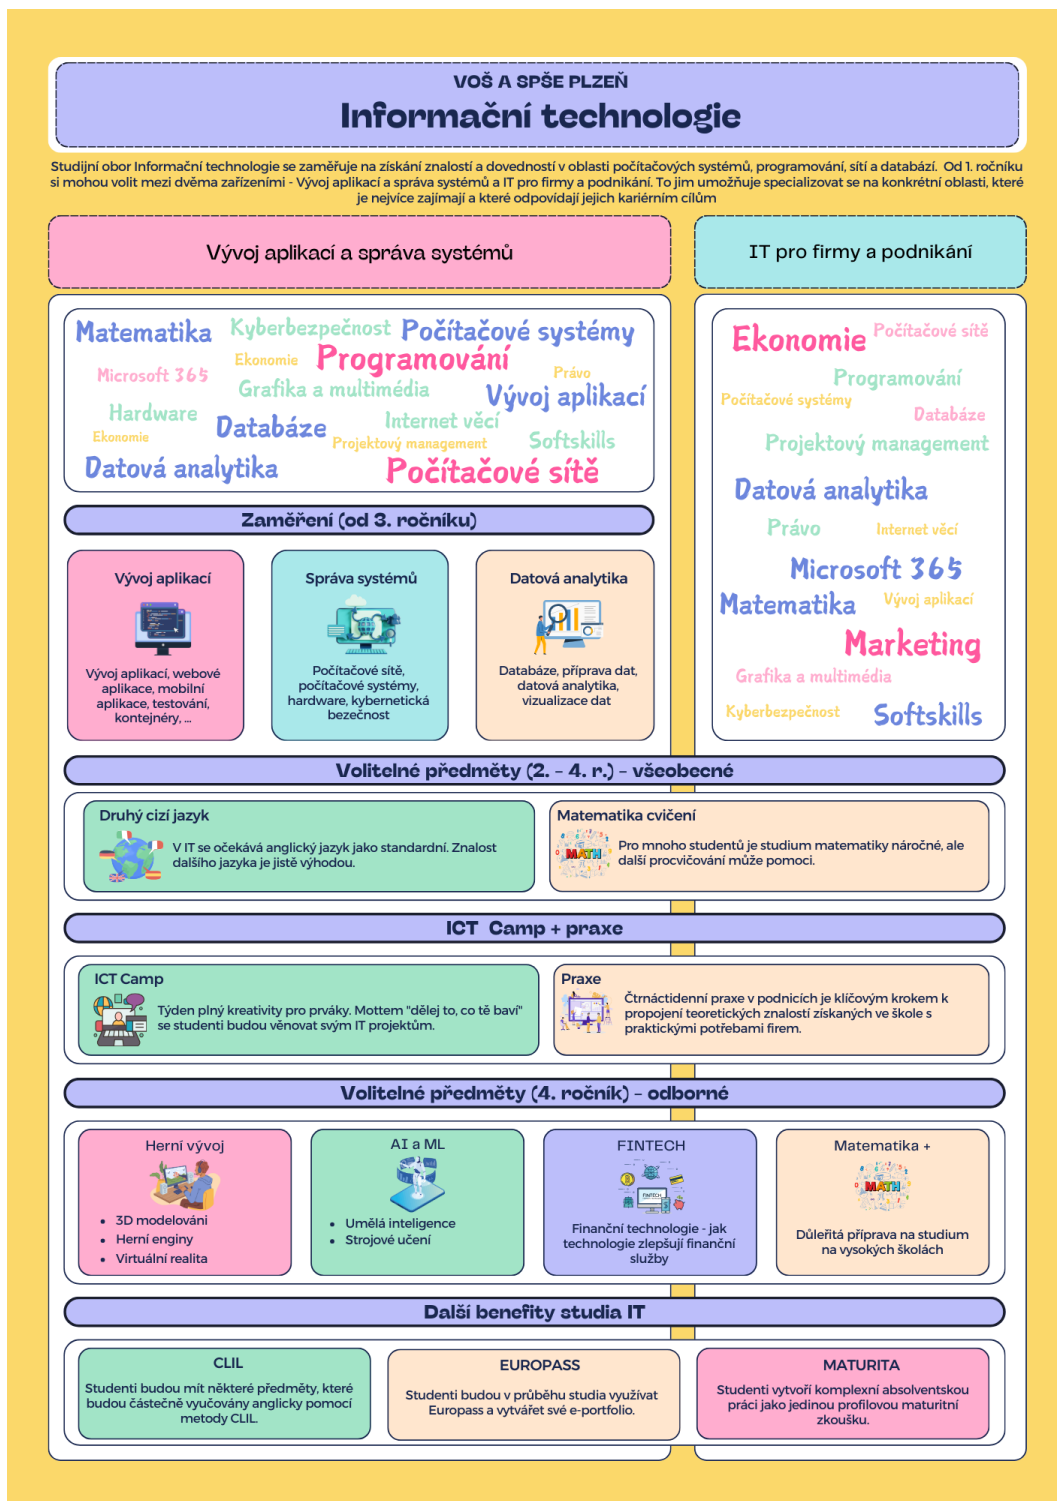 VOŠ A SPŠE PLZEŇ
Informační technologie
Studijní obor Informační technologie se zaměřuje na získání znalostí a dovedností v oblasti počítačových systémů, programování, sítí a databází. Od 1. ročníku
si mohou volit mezi dvěma zařízeními - Vývoj aplikací a správa systémů a IT pro firmy a podnikání. To jim umožňuje specializovat se na konkrétní oblasti, které
je nejvíce zajímají a které odpovídají jejich kariérním cílům
Vývoj aplikací a správa systémů
Matematika
Kyberbezpečnost
Počítačové systémy
Ekonomie
Programování
Microsoft 365
Právo
Grafika a multimédia
Vývoj aplikací
Hardware
Databáze
Internet věcí
Ekonomie
Projektový management
Softskills
Datová analytika
Počítačové sítě
IT pro firmy a podnikání
Ekonomie
Počítačové sítě
Programování
Počítačové systémy
Databáze
Projektový management
Datová analytika
Právo
Internet věcí
Microsoft 365
Matematika
Vývoj aplikací
Marketing
Grafika a multimédia
Kyberbezpečnost
Softskills
Zaměření (od 3. ročníku)
Vývoj aplikací
Vývoj aplikací, webové
aplikace, mobilní
aplikace, testování,
kontejnéry, ...
Správa systémů
Počítačové sítě,
počítačové systémy,
hardware, kybernetická
bezečnost
Datová analytika
Databáze, příprava dat,
datová analytika,
vizualizace dat
Volitelné předměty (2. - 4. r.) - všeobecné
Druhý cizí jazyk
V IT se očekává anglický jazyk jako standardní. Znalost
dalšího jazyka je jistě výhodou.
Matematika cvičení
MATH
Pro mnoho studentů je studium matematiky náročné, ale
další procvičování může pomoci.
ICT Camp + praxe
ICT Camp
Týden plný kreativity pro prváky. Mottem "dělej to, co tě baví"
se studenti budou věnovat svým IT projektům.
Praxe
Čtrnáctidenní praxe v podnicích je klíčovým krokem k
propojení teoretických znalostí získaných ve škole s
praktickými potřebami firem.
Volitelné předměty (4. ročník) - odborné
Herní vývoj
• 3D modelováni
• Herní enginy
• Virtuální realita
AI a ML
• Umělá inteligence
• Strojové učení
FINTECH
FINTECH
Finanční technologie - jak
technologie zlepšují finanční
služby
Matematika +
MATH
Důleřitá příprava na studium
na vysokých školách
Další benefity studia IT
CLIL
Studenti budou mít některé předměty, které
budou částečně vyučovány anglicky pomocí
metody CLIL.
EUROPASS
Studenti budou v průběhu studia využívat
Europass a vytvářet své e-portfolio.
MATURITA
Studenti vytvoří komplexní absolventskou
práci jako jedinou profilovou maturitní
zkoušku.